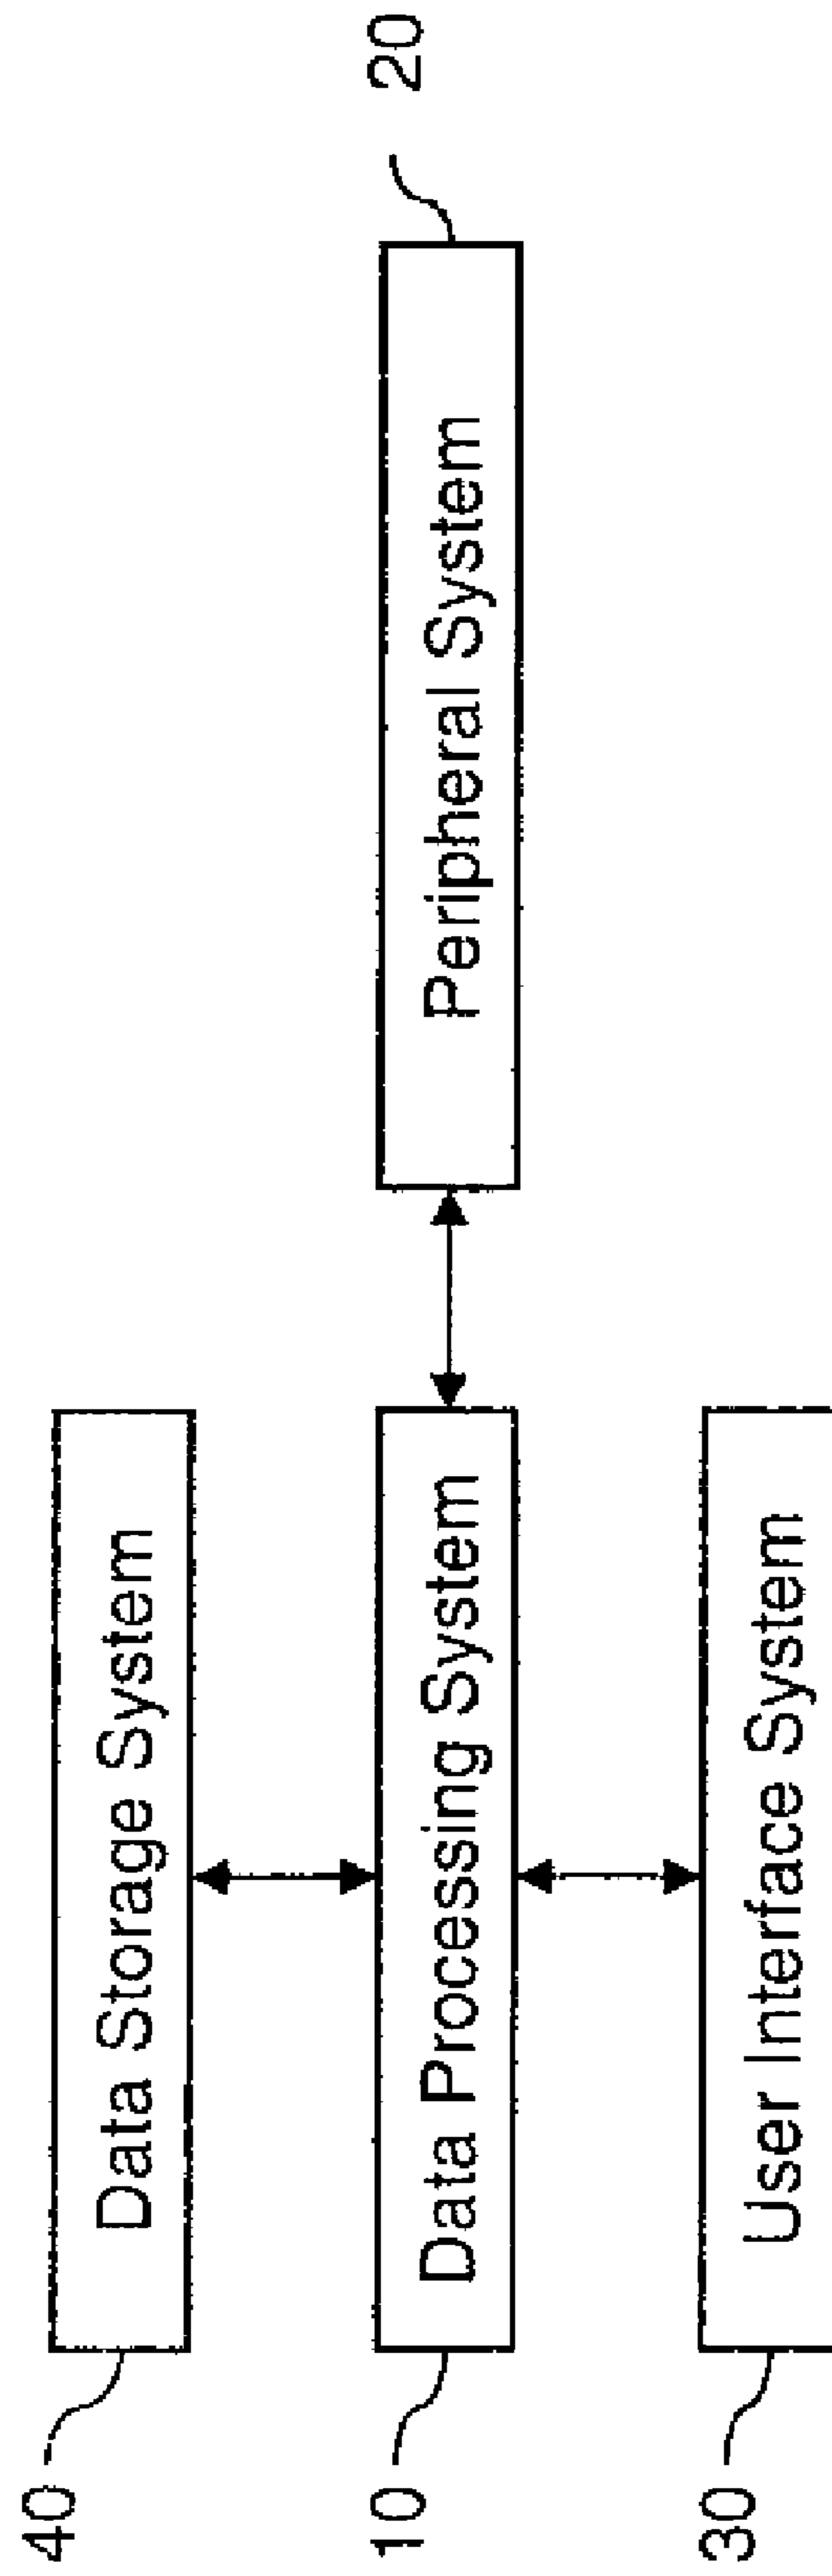 40
Data Storage System
10
Data Processing System
Peripheral System
20
30
User Interface System